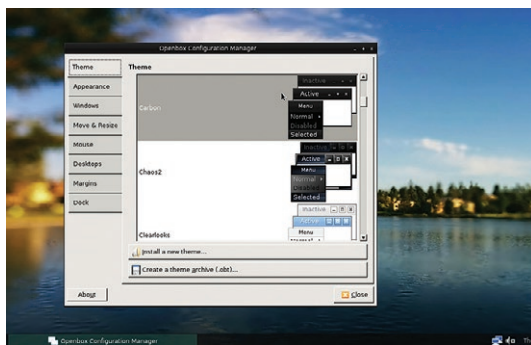 Openbox Configuration Manager
Theme
Appearance
Windows
Move & Resize
Mouse
Desktops
Margins
Dock
Theme
Carbon
Inactive
Active
Menu
Normal
Disabled
Selected
Chaos2
Inactive
Active
Menu
Normal
Disabled
Selected
Clearlooks
Inactive
Active
Menu
Normal
Install a new theme...
Create a theme archive (.obt)...
About
Close
Openbox Configuration Manager